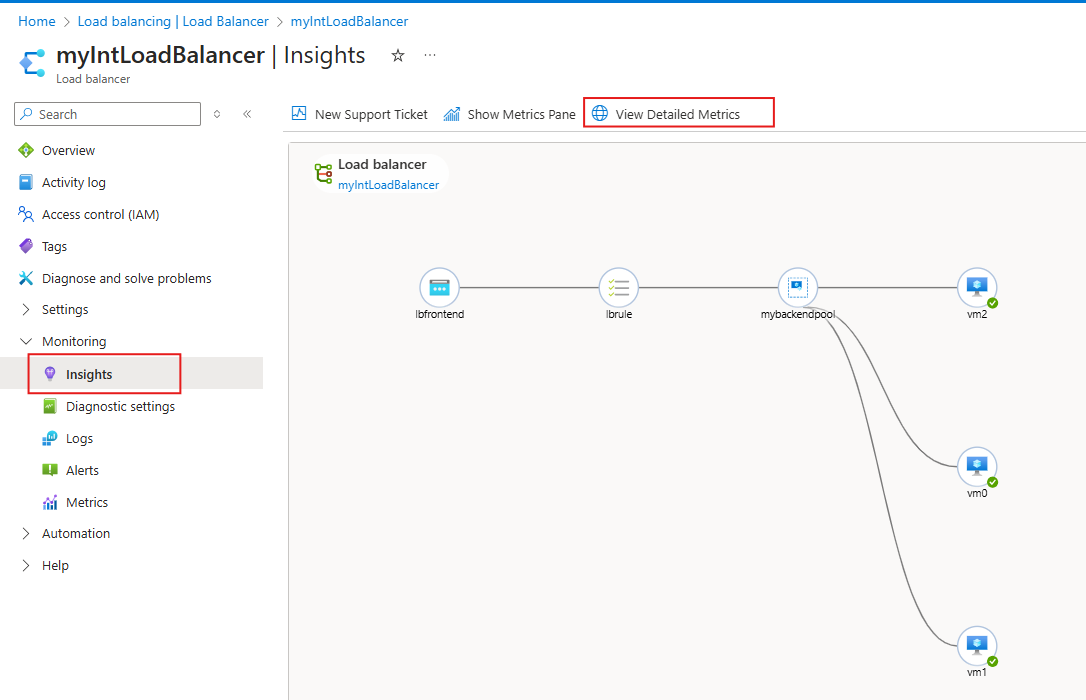 Home > Load balancing | Load Balancer > myIntLoadBalancer
myIntLoadBalancer | Insights
Load balancer
Search
New Support Ticket
Show Metrics Pane
View Detailed Metrics
Overview
Activity log
Access control (IAM)
Tags
Diagnose and solve problems
Settings
Monitoring
Insights
Diagnostic settings
Logs
Alerts
Metrics
Automation
Help
Load balancer
myIntLoadBalancer
lbfrontend
lbrule
mybackendpool
vm2
vm0
vm1